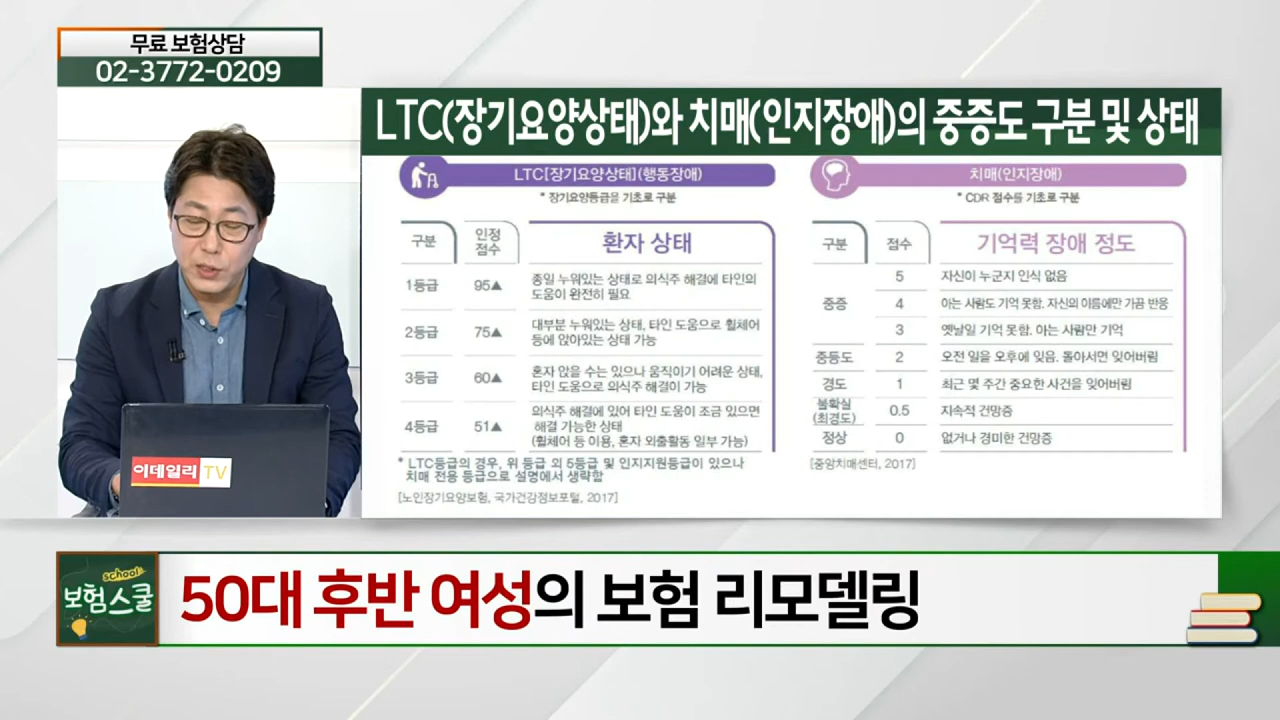 무료 보험상담
02-3772-0209
LTC(장기요양상태)와 치매(인지장애)의 중증도 구분 및 상태
LTC[장기요양상태](행동장애)
* 장기요양등급을 기초로 구분
구분
인정
점수
환자 상태
1등급
95▲
종일 누워있는 상태로 의식주 해결에 타인의
도움이 완전히 필요
2등급
75▲
대부분 누워있는 상태, 타인 도움으로 휠체어
등에 앉아있는 상태 가능
3등급
60▲
혼자 앉을 수는 있으나 움직이기 어려운 상태,
타인 도움으로 의식주 해결이 가능
4등급
51▲
의식주 해결에 있어 타인 도움이 조금 있으면
해결 가능한 상태
(휠체어 등 이용, 혼자 외출활동 일부 가능)
* LTC등급의 경우, 위 등급 외 5등급 및 인지지원등급이 있으나
치매 전용 등급으로 설명에서 생략함
[노인장기요양보험, 국가건강정보포털, 2017]
치매(인지장애)
* CDR 점수를 기초로 구분
구분
점수
기억력 장애 정도
중증
5
자신이 누군지 인식 없음
4
아는 사람도 기억 못함, 자신의 이름에만 가끔 반응
3
옛날일 기억 못함, 아는 사람만 기억
중등도
2
오전 일을 오후에 잊음, 돌아서면 잊어버림
경도
1
최근 몇 주간 중요한 사건을 잊어버림
불확실
(최경도)
0.5
지속적 건망증
정상
0
없거나 경미한 건망증
[중앙치매센터, 2017]
이데일리 TV
school
보험스쿨
50대 후반 여성의 보험 리모델링